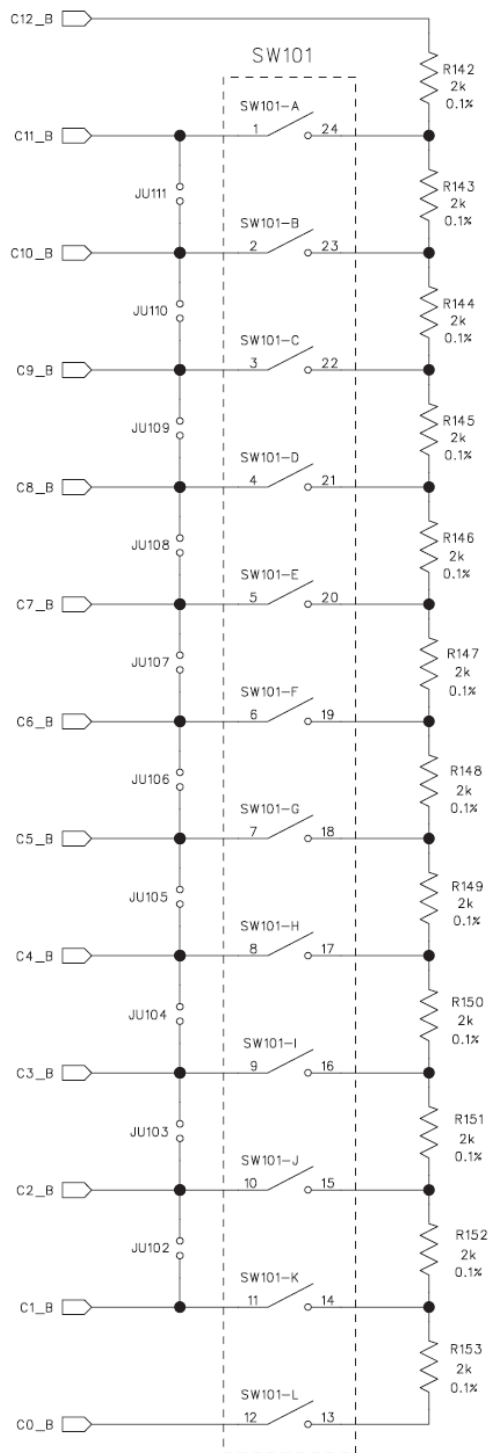 C12_B
SW101
R142
2k
0.1%
SW101-A
C11_B
1
24
R143
2k
0.1%
JU111
SW101-B
C10_B
2
23
R144
2k
0.1%
JU110
SW101-C
C9_B
3
22
R145
2k
0.1%
JU109
SW101-D
C8_B
4
21
R146
2k
0.1%
JU108
SW101-E
C7_B
5
20
R147
2k
0.1%
JU107
SW101-F
C6_B
6
19
R148
2k
0.1%
JU106
SW101-G
C5_B
7
18
R149
2k
0.1%
JU105
SW101-H
C4_B
8
17
R150
2k
0.1%
JU104
SW101-I
C3_B
9
16
R151
2k
0.1%
JU103
SW101-J
C2_B
10
15
R152
2k
0.1%
JU102
SW101-K
C1_B
11
14
R153
2k
0.1%
SW101-L
C0_B
12
13